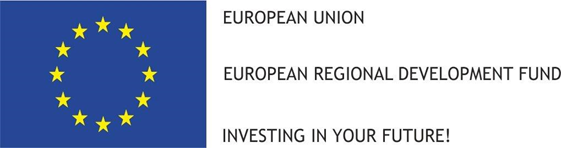 EUROPEAN UNION
EUROPEAN REGIONAL DEVELOPMENT FUND
INVESTING IN YOUR FUTURE!